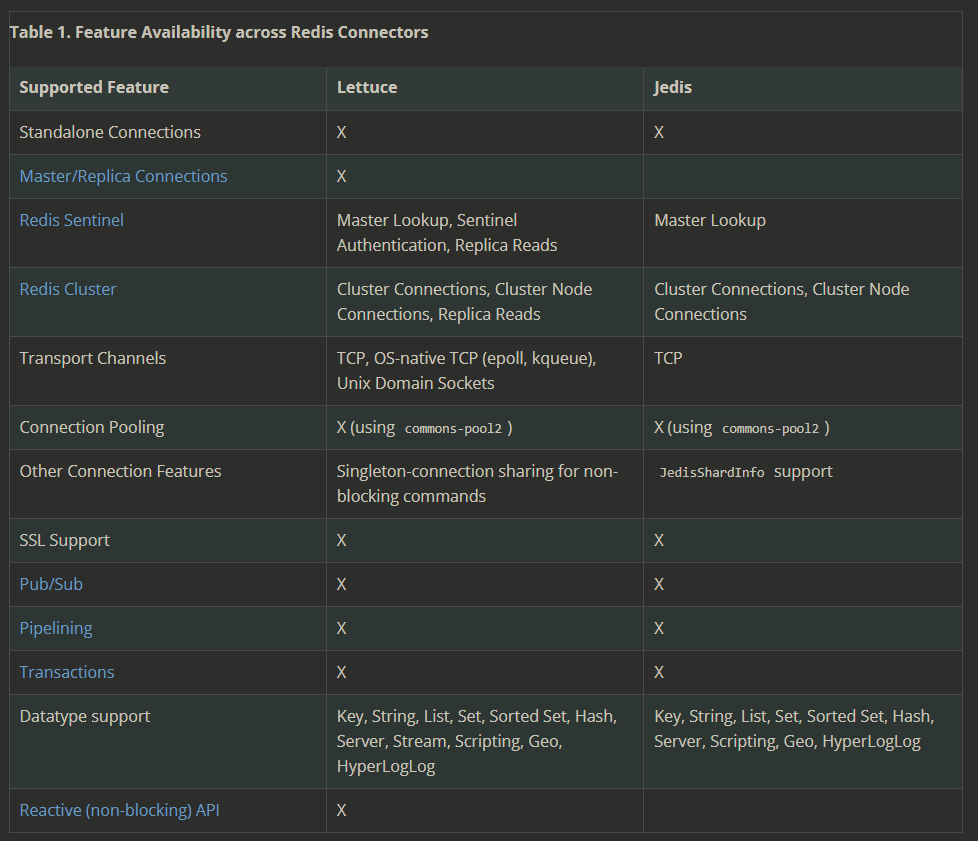 Table 1. Feature Availability across Redis Connectors
Supported Feature Lettuce Jedis
Standalone Connections X X
Master/Replica Connections X
Redis Sentinel Master Lookup, Sentinel Master Lookup
Authentication, Replica Reads
Redis Cluster Cluster Connections, Cluster Node Cluster Connections, Cluster Node
Connections, Replica Reads Connections
Transport Channels TCP, OS-native TCP (epoll, kqueue), TCP
Unix Domain Sockets
Connection Pooling X (using commons-pool2 ) X (using commons-pool2 )
Other Connection Features Singleton-connection sharing for non- JedisShardInfo support
blocking commands
SSL Support X X
Pub/Sub X X
Pipelining X X
Transactions X X
Datatype support Key, String, List, Set, Sorted Set, Hash, Key, String, List, Set, Sorted Set, Hash,
Server, Stream, Scripting, Geo, Server, Scripting, Geo, HyperLogLog
HyperLogLog
Reactive (non-blocking) API X